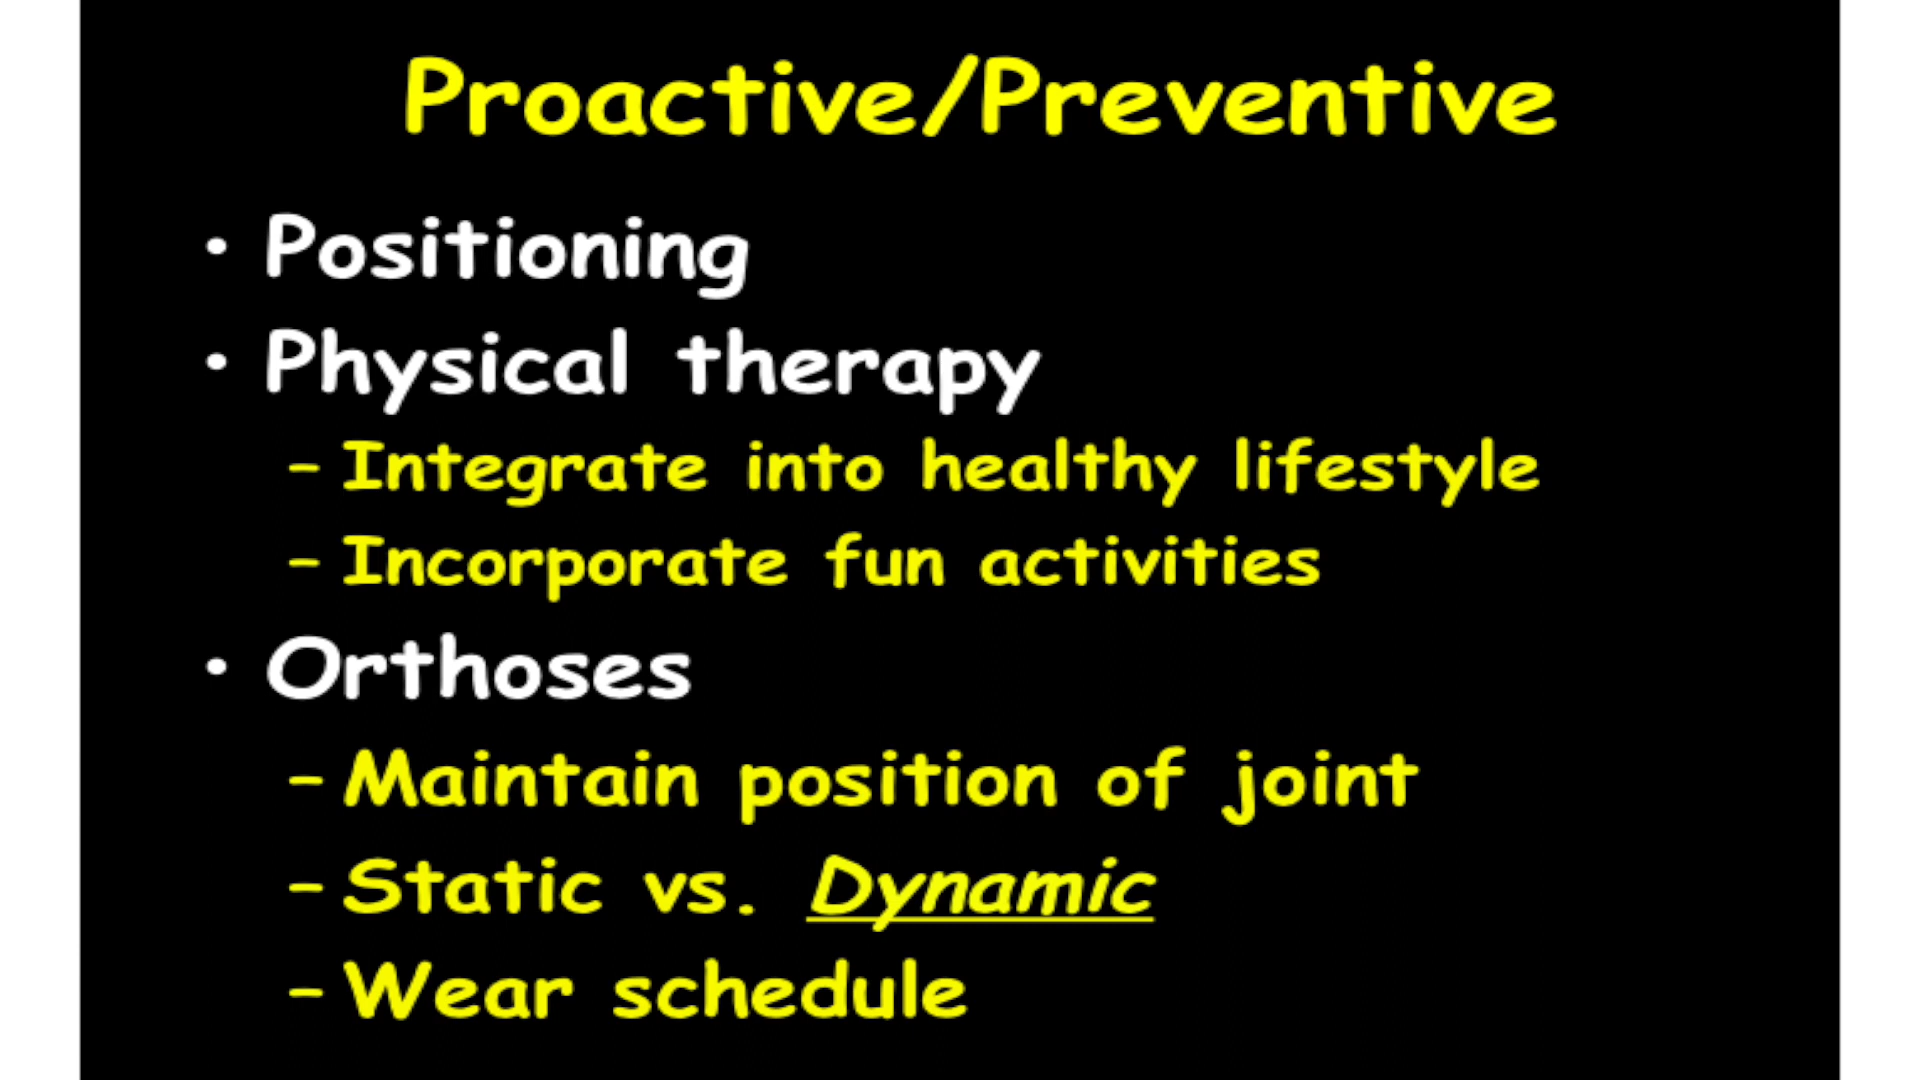 Proactive/Preventive
• Positioning
• Physical therapy
– Integrate into healthy lifestyle
– Incorporate fun activities
• Orthoses
– Maintain position of joint
– Static vs. Dynamic
– Wear schedule